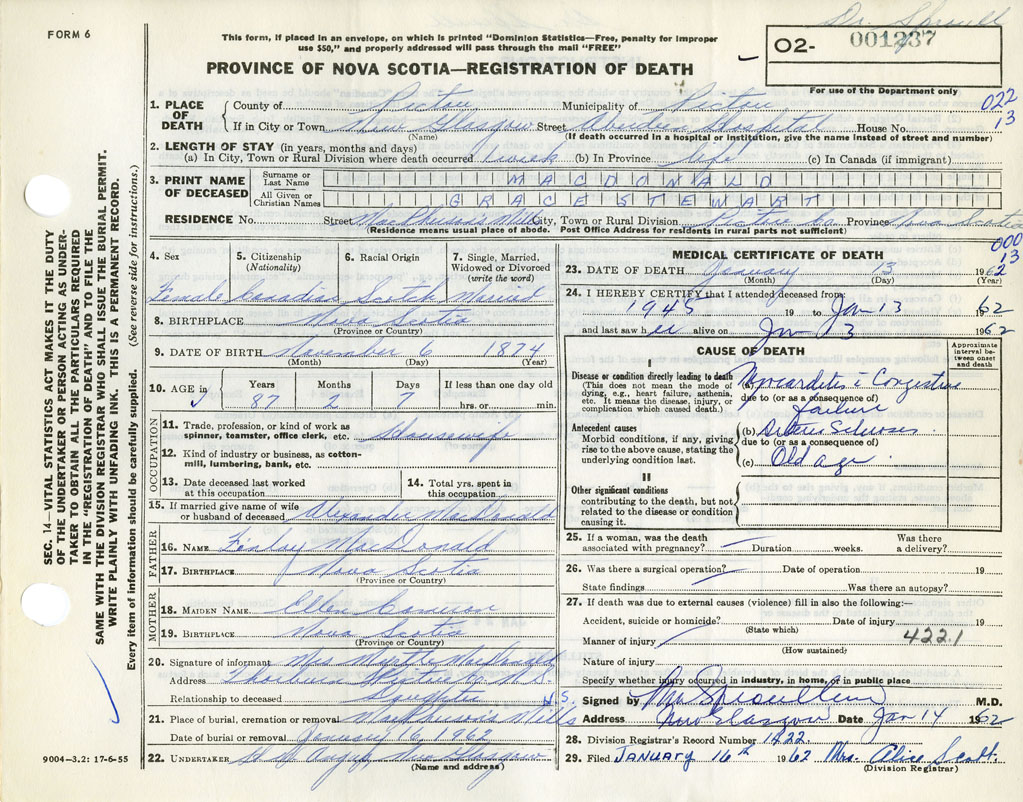 Dr. Sproull
FORM 6
This form, if placed in an envelope, on which is printed "Dominion Statistics—Free, penalty for improper
use $50," and properly addressed will pass through the mail "FREE"
02- 001237
For use of the Department only
PROVINCE OF NOVA SCOTIA—REGISTRATION OF DEATH
022
13
1. PLACE OF DEATH
County of Pictou Municipality of Pictou
If in City or Town New Glasgow Street Aberdeen Hospital House No.
(Name) (If death occurred in a hospital or institution, give the name instead of street and number)
2. LENGTH OF STAY (in years, months and days)
(a) In City, Town or Rural Division where death occurred 1 week (b) In Province life (c) In Canada (if immigrant)
3. PRINT NAME OF DECEASED
Surname or Last Name MACDONALD
All Given or Christian Names GRACE STEWART
RESIDENCE No. Street MacPherson's Mills City, Town or Rural Division Pictou Co. Province Nova Scotia
(Residence means usual place of abode. Post Office Address for residents in rural parts not sufficient)
4. Sex Female
5. Citizenship (Nationality) Canadian
6. Racial Origin Scotch
7. Single, Married, Widowed or Divorced (write the word) Married
8. BIRTHPLACE Nova Scotia
(Province or Country)
9. DATE OF BIRTH November 6 1874
(Month) (Day) (Year)
10. AGE in Years 87 Months 2 Days 7 If less than one day old hrs. or min.
OCCUPATION
11. Trade, profession, or kind of work as spinner, teamster, office clerk, etc. Housewife
12. Kind of industry or business, as cotton-mill, lumbering, bank, etc.
13. Date deceased last worked at this occupation
14. Total yrs. spent in this occupation
15. If married give name of wife or husband of deceased Alexander MacDonald
FATHER
16. NAME Finlay MacDonald
17. BIRTHPLACE Nova Scotia
(Province or Country)
MOTHER
18. MAIDEN NAME Ellen Cameron
19. BIRTHPLACE Nova Scotia
(Province or Country)
20. Signature of informant Mrs MacDonald
Address Thorburn N.S.
Relationship to deceased Daughter
21. Place of burial, cremation or removal MacPherson's Mills N.S.
Date of burial or removal January 16, 1962
22. UNDERTAKER New Glasgow
(Name and address)
MEDICAL CERTIFICATE OF DEATH
000
13
23. DATE OF DEATH January 13 1962
(Month) (Day) (Year)
24. I HEREBY CERTIFY that I attended deceased from:
1945 19 to Jan 13 1962
and last saw her alive on Jan 3 1962
CAUSE OF DEATH
Approximate interval between onset and death
I
Disease or condition directly leading to death
(This does not mean the mode of dying, e.g., heart failure, asthenia, etc. It means the disease, injury, or complication which caused death.)
(a) Myocarditis c̄ Congestive
due to (or as a consequence of)
failure
Antecedent causes
Morbid conditions, if any, giving rise to the above cause, stating the underlying condition last.
(b)
due to (or as a consequence of)
(c) Old age
II
Other significant conditions
contributing to the death, but not related to the disease or condition causing it.
25. If a woman, was the death associated with pregnancy? Duration weeks. Was there a delivery?
26. Was there a surgical operation? Date of operation 19
State findings Was there an autopsy?
27. If death was due to external causes (violence) fill in also the following:—
Accident, suicide or homicide? Date of injury 19
(State which)
Manner of injury 422.1
(How sustained)
Nature of injury
Specify whether injury occurred in industry, in home, or in public place
Signed by M.D.
Address New Glasgow Date Jan 14 1962
28. Division Registrar's Record Number 1422
29. Filed JANUARY 16th 1962 Mrs. Alice Scott.
(Division Registrar)
SEC. 14—VITAL STATISTICS ACT MAKES IT THE DUTY
OF THE UNDERTAKER OR PERSON ACTING AS UNDER-
TAKER TO OBTAIN ALL THE PARTICULARS REQUIRED
IN THE "REGISTRATION OF DEATH" AND TO FILE THE
SAME WITH THE DIVISION REGISTRAR WHO SHALL ISSUE THE BURIAL PERMIT.
WRITE PLAINLY WITH UNFADING INK. THIS IS A PERMANENT RECORD.
Every item of information should be carefully supplied. (See reverse side for instructions.)
9004-3.2: 17-6-55